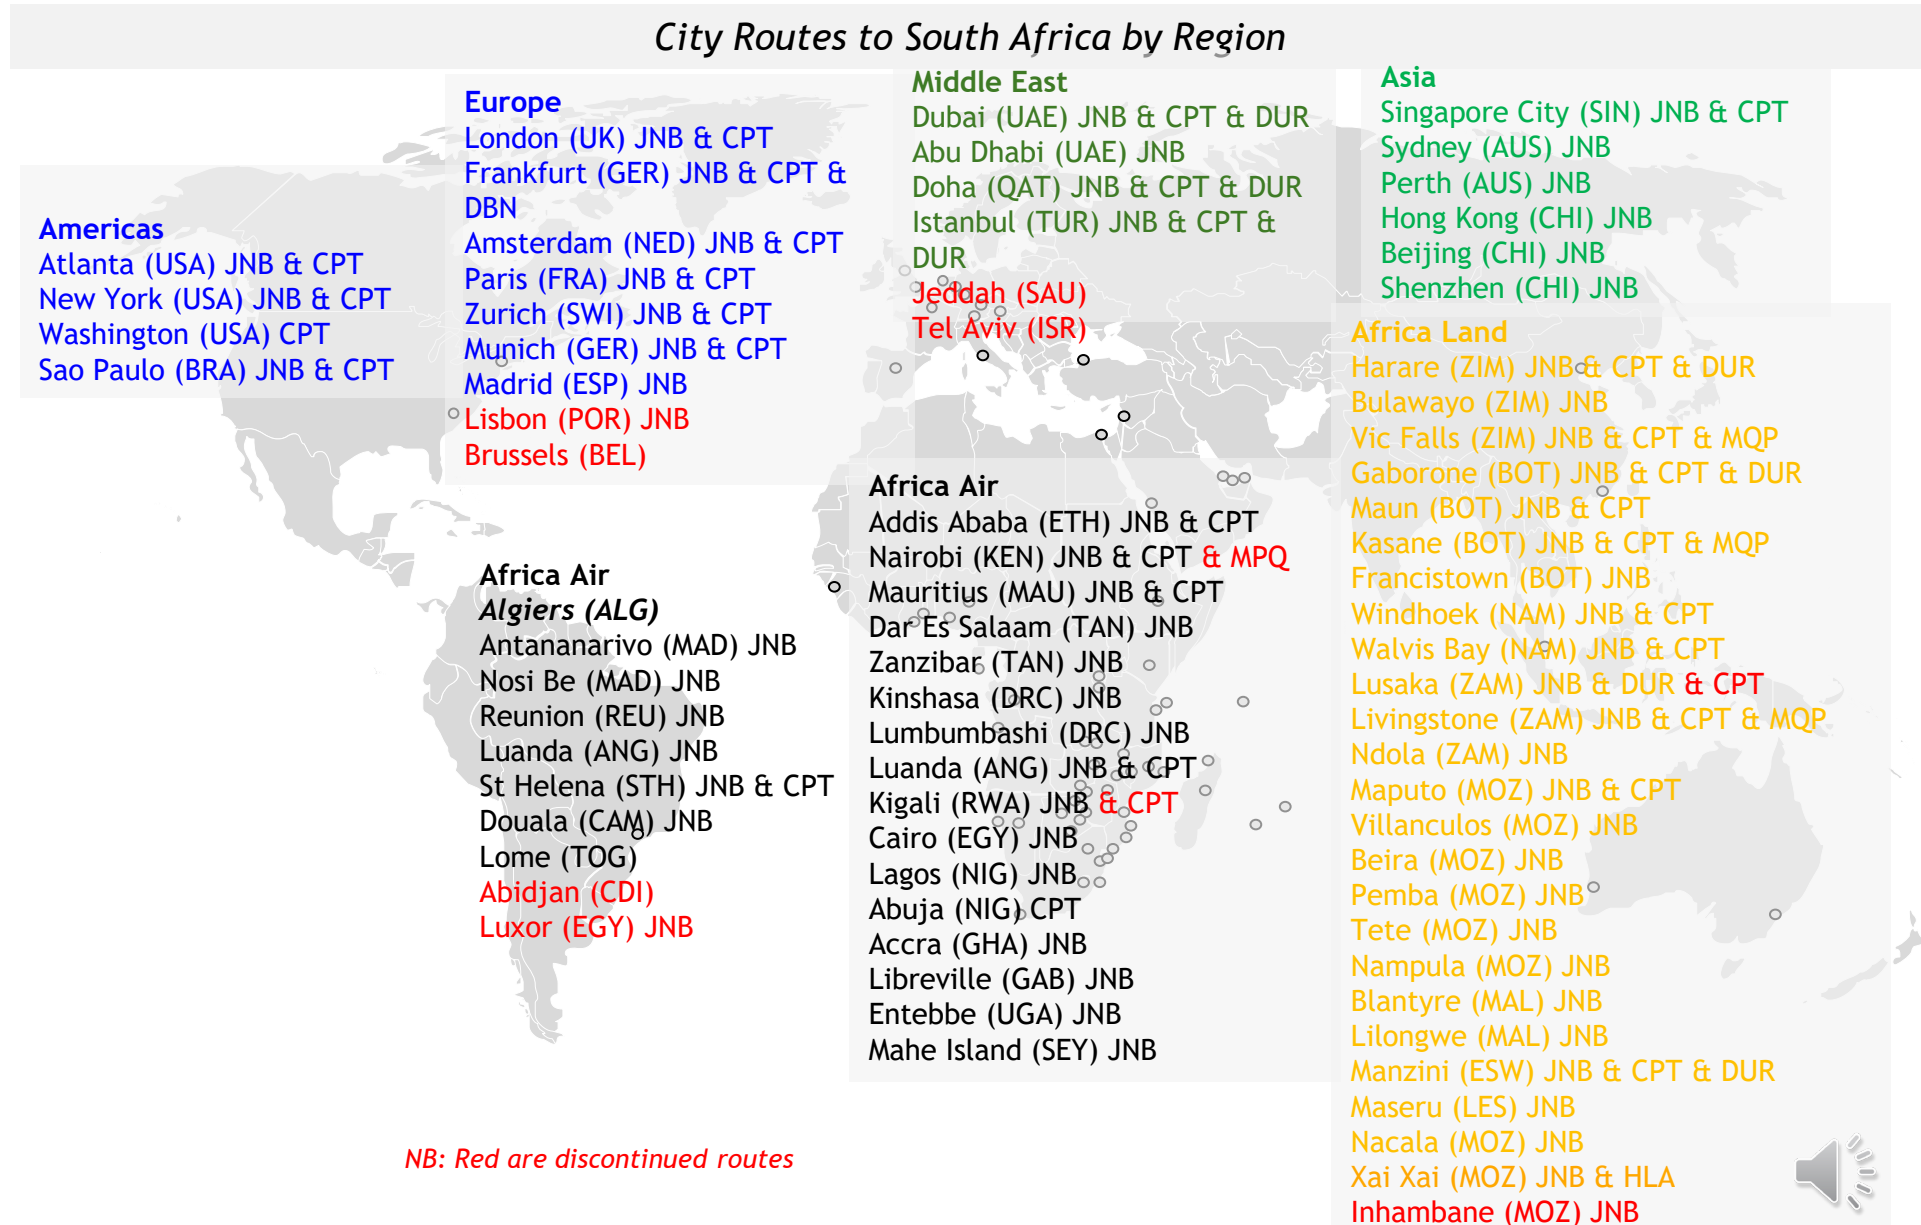 City Routes to South Africa by Region
Americas
Atlanta (USA) JNB & CPT
New York (USA) JNB & CPT
Washington (USA) CPT
Sao Paulo (BRA) JNB & CPT
Europe
London (UK) JNB & CPT
Frankfurt (GER) JNB & CPT &
DBN
Amsterdam (NED) JNB & CPT
Paris (FRA) JNB & CPT
Zurich (SWI) JNB & CPT
Munich (GER) JNB & CPT
Madrid (ESP) JNB
Lisbon (POR) JNB
Brussels (BEL)
Middle East
Dubai (UAE) JNB & CPT & DUR
Abu Dhabi (UAE) JNB
Doha (QAT) JNB & CPT & DUR
Istanbul (TUR) JNB & CPT &
DUR
Jeddah (SAU)
Tel Aviv (ISR)
Asia
Singapore City (SIN) JNB & CPT
Sydney (AUS) JNB
Perth (AUS) JNB
Hong Kong (CHI) JNB
Beijing (CHI) JNB
Shenzhen (CHI) JNB
Africa Air
Algiers (ALG)
Antananarivo (MAD) JNB
Nosi Be (MAD) JNB
Reunion (REU) JNB
Luanda (ANG) JNB
St Helena (STH) JNB & CPT
Douala (CAM) JNB
Lome (TOG)
Abidjan (CDI)
Luxor (EGY) JNB
Africa Air
Addis Ababa (ETH) JNB & CPT
Nairobi (KEN) JNB & CPT & MPQ
Mauritius (MAU) JNB & CPT
Dar Es Salaam (TAN) JNB
Zanzibar (TAN) JNB
Kinshasa (DRC) JNB
Lumbumbashi (DRC) JNB
Luanda (ANG) JNB & CPT
Kigali (RWA) JNB & CPT
Cairo (EGY) JNB
Lagos (NIG) JNB
Abuja (NIG) CPT
Accra (GHA) JNB
Libreville (GAB) JNB
Entebbe (UGA) JNB
Mahe Island (SEY) JNB
Africa Land
Harare (ZIM) JNB & CPT & DUR
Bulawayo (ZIM) JNB
Vic Falls (ZIM) JNB & CPT & MQP
Gaborone (BOT) JNB & CPT & DUR
Maun (BOT) JNB & CPT
Kasane (BOT) JNB & CPT & MQP
Francistown (BOT) JNB
Windhoek (NAM) JNB & CPT
Walvis Bay (NAM) JNB & CPT
Lusaka (ZAM) JNB & DUR & CPT
Livingstone (ZAM) JNB & CPT & MQP
Ndola (ZAM) JNB
Maputo (MOZ) JNB & CPT
Villanculos (MOZ) JNB
Beira (MOZ) JNB
Pemba (MOZ) JNB
Tete (MOZ) JNB
Nampula (MOZ) JNB
Blantyre (MAL) JNB
Lilongwe (MAL) JNB
Manzini (ESW) JNB & CPT & DUR
Maseru (LES) JNB
Nacala (MOZ) JNB
Xai Xai (MOZ) JNB & HLA
Inhambane (MOZ) JNB
NB: Red are discontinued routes